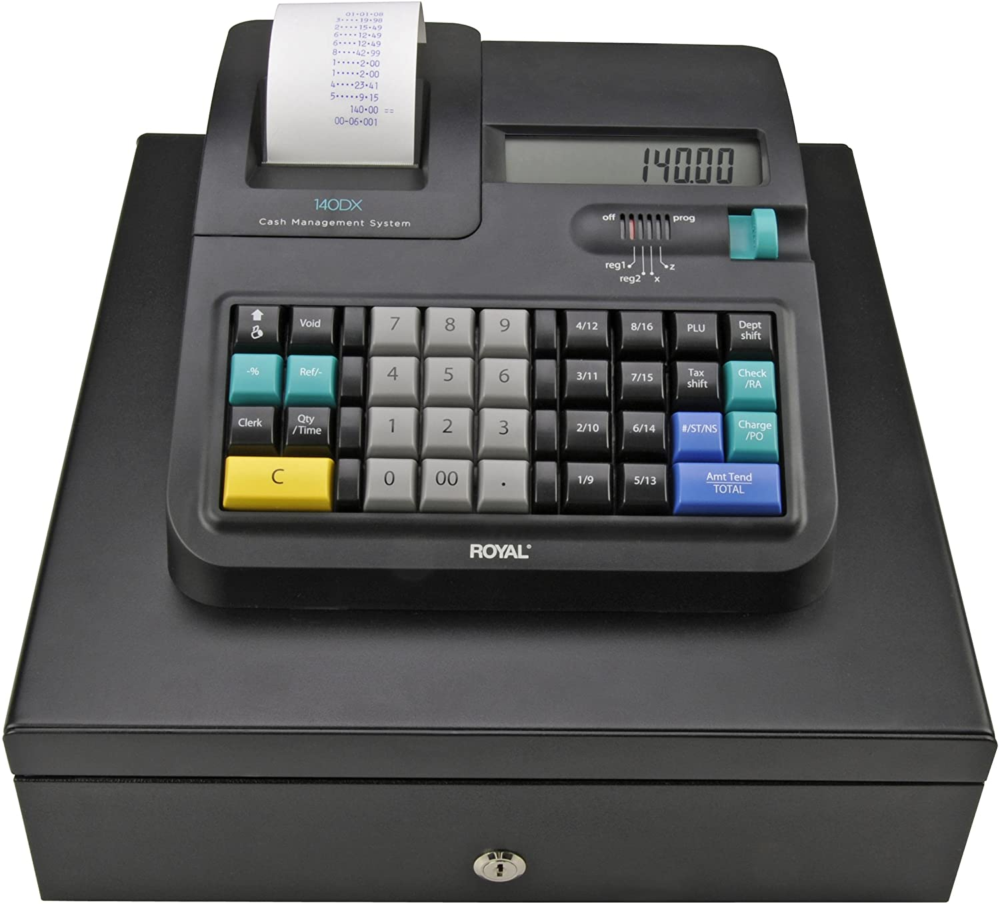 01·01·08
3····19·98
2····15·49
6····12·49
6····12·49
8····42·99
1·····2·00
1·····2·00
4····23·41
5·····9·15
140·00 ==
00-06·001
140.00
140DX
Cash Management System
off prog
reg1 z
reg2 x
Void
7 8 9
4/12 8/16 PLU
Dept
shift
-% Ref/-
4 5 6
3/11 7/15
Tax
shift
Check
/RA
Clerk
Qty
/Time
1 2 3
2/10 6/14
#/ST/NS
Charge
/PO
C
0 00 .
1/9 5/13
Amt Tend
TOTAL
ROYAL®